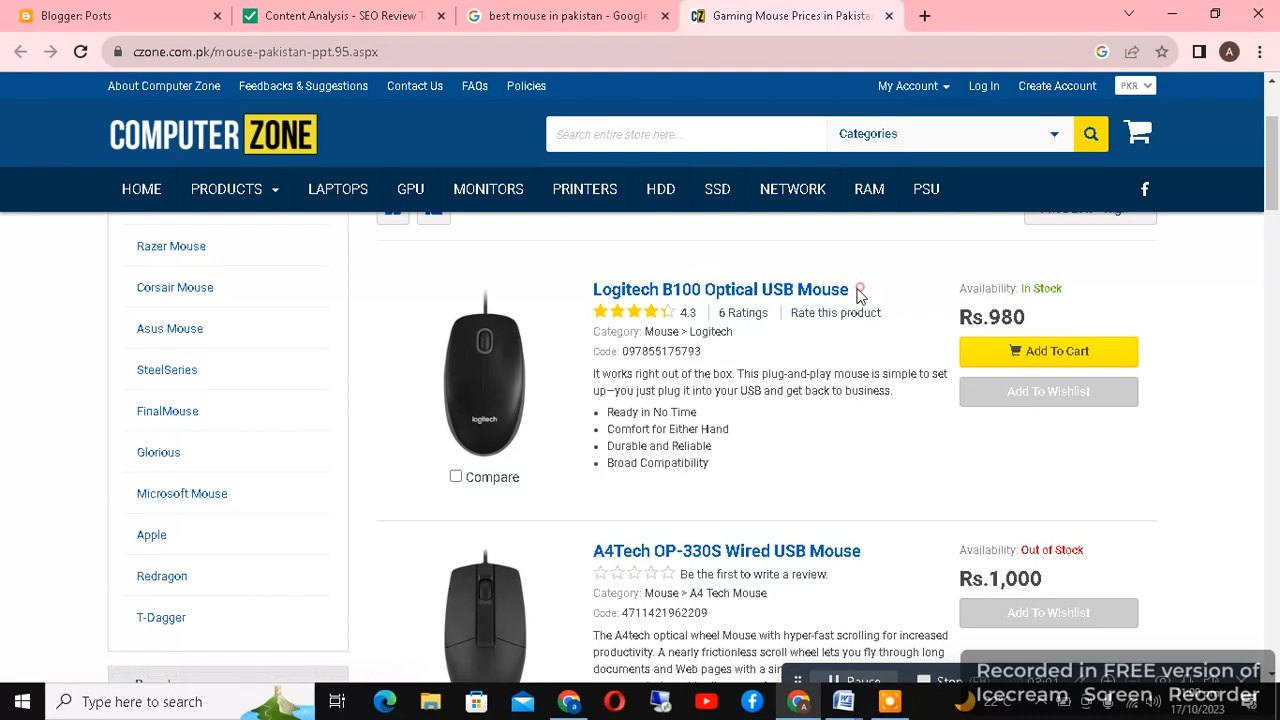 Blogger: Posts
Content Analysis - SEO Review T
best mouse in pakistan - Google
Gaming Mouse Prices in Pakistan
czone.com.pk/mouse-pakistan-ppt.95.aspx
A
About Computer Zone
Feedbacks & Suggestions
Contact Us
FAQs
Policies
My Account
Log In
Create Account
PKR
COMPUTER ZONE
Search entire store here...
Categories
HOME
PRODUCTS
LAPTOPS
GPU
MONITORS
PRINTERS
HDD
SSD
NETWORK
RAM
PSU
Razer Mouse
Corsair Mouse
Asus Mouse
SteelSeries
FinalMouse
Glorious
Microsoft Mouse
Apple
Redragon
T-Dagger
logitech
Compare
Logitech B100 Optical USB Mouse
4.3
6 Ratings
Rate this product
Category: Mouse > Logitech
Code: 097855175793
It works right out of the box. This plug-and-play mouse is simple to set
up—you just plug it into your USB and get back to business.
Ready in No Time
Comfort for Either Hand
Durable and Reliable
Broad Compatibility
Availability: In Stock
Rs.980
Add To Cart
Add To Wishlist
A4Tech OP-330S Wired USB Mouse
Be the first to write a review.
Category: Mouse > A4 Tech Mouse
Code: 4711421962209
The A4tech optical wheel Mouse with hyper-fast scrolling for increased
productivity. A nearly frictionless scroll wheel lets you fly through long
documents and Web pages with a
Availability: Out of Stock
Rs.1,000
Add To Wishlist
Pause
Stop
Recorded in FREE version of
Icecream Screen Recorder
Type here to search
22°C
17/10/2023